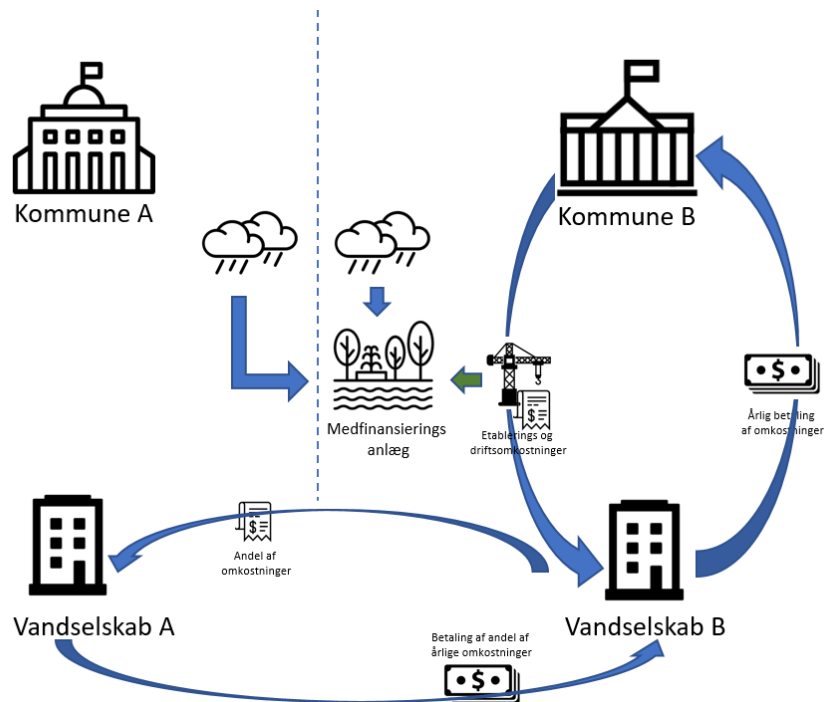 Kommune A
Kommune B
Medfinansierings
anlæg
Etablerings og
driftsomkostninger
$
$
Årlig betaling
af omkostninger
$
Andel af
omkostninger
Vandselskab A
Vandselskab B
Betaling af andel af
årlige omkostninger
$